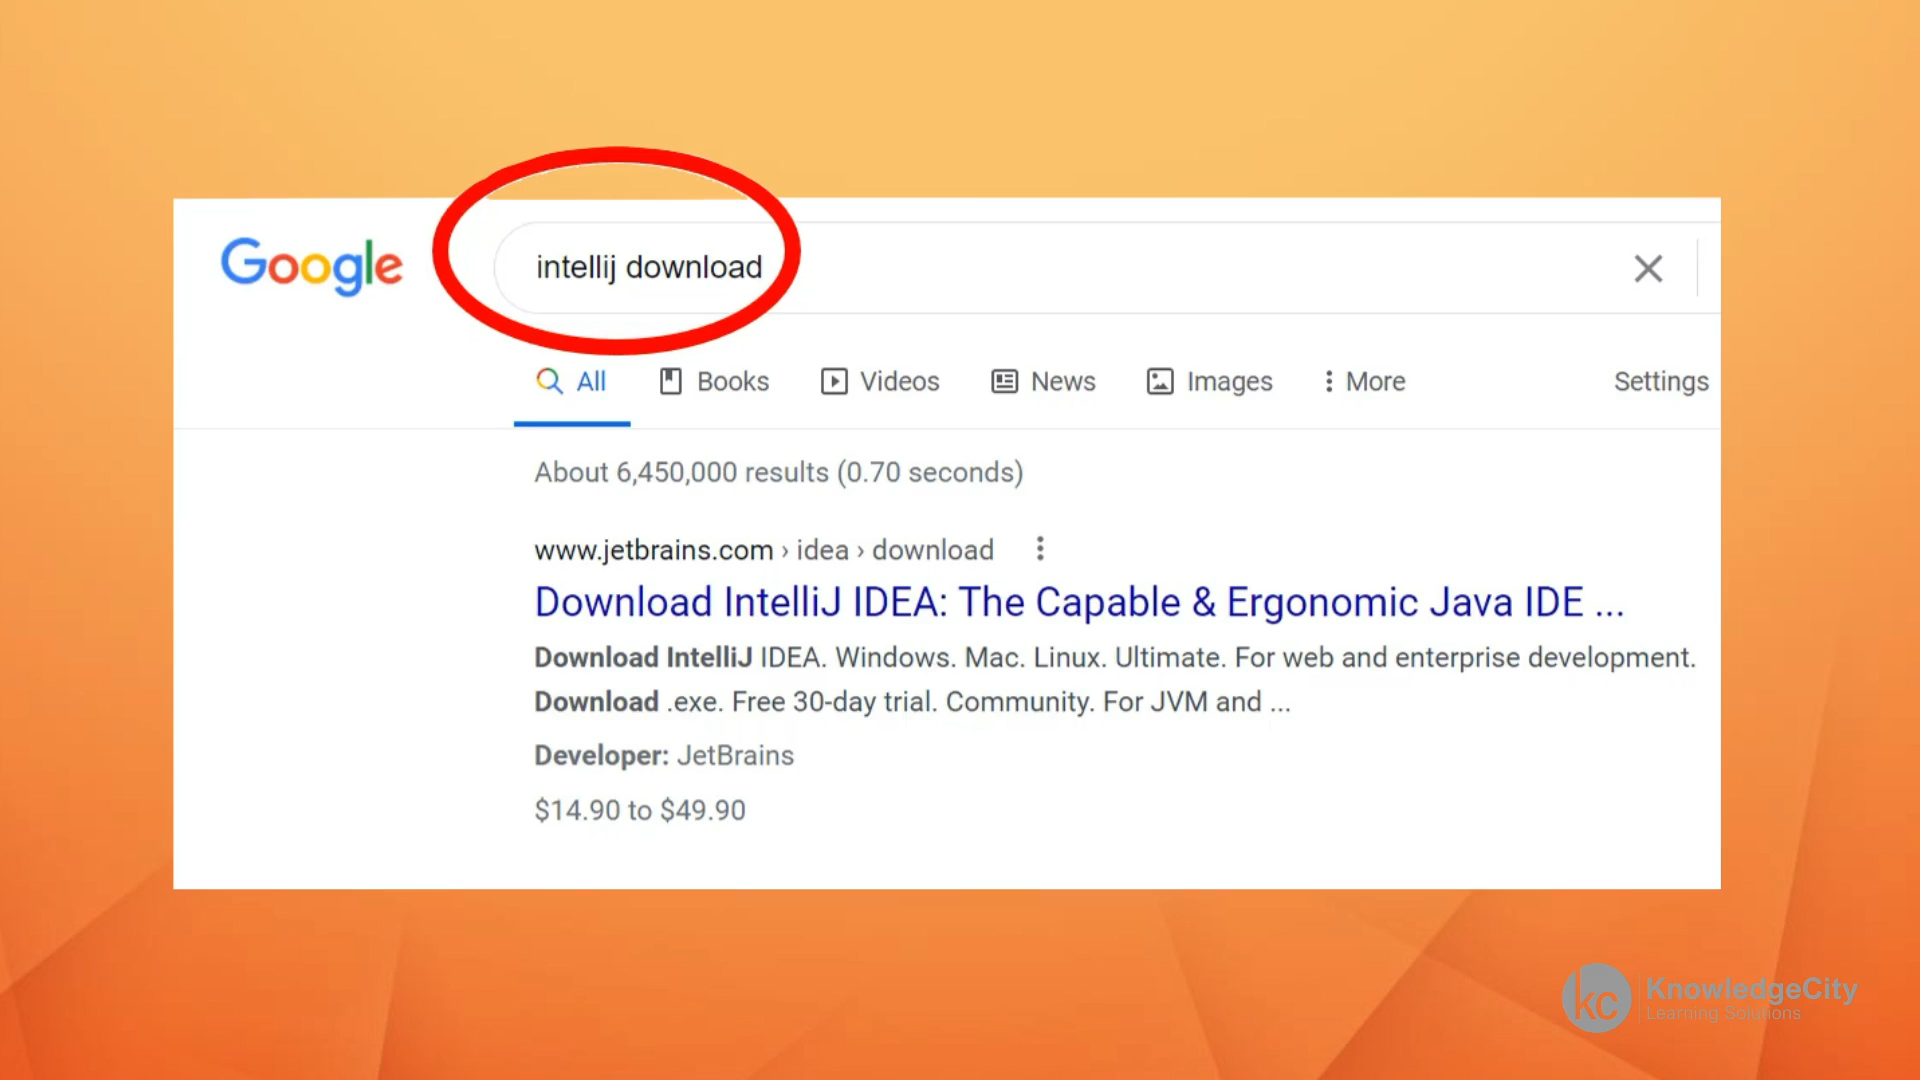 Google
intellij download
All Books Videos News Images More Settings
About 6,450,000 results (0.70 seconds)
www.jetbrains.com › idea › download
Download IntelliJ IDEA: The Capable & Ergonomic Java IDE ...
Download IntelliJ IDEA. Windows. Mac. Linux. Ultimate. For web and enterprise development.
Download .exe. Free 30-day trial. Community. For JVM and ...
Developer: JetBrains
$14.90 to $49.90
kc KnowledgeCity
Learning Solutions